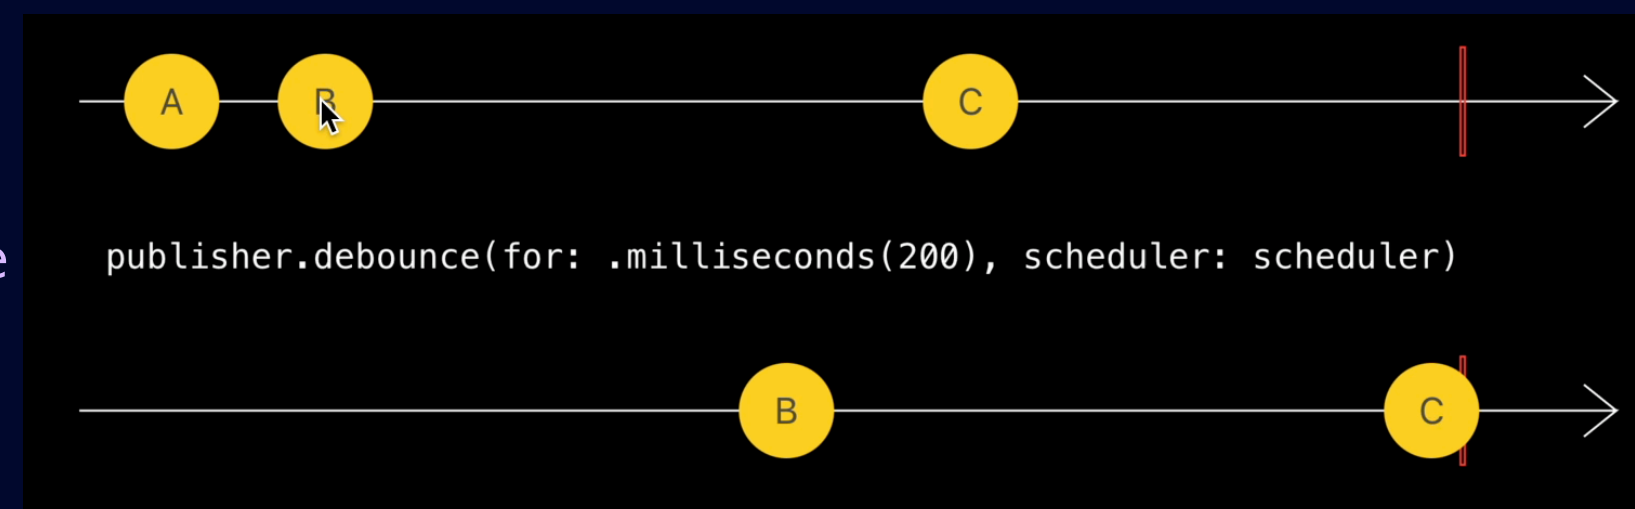 A B C
e publisher.debounce(for: .milliseconds(200), scheduler: scheduler)
B C